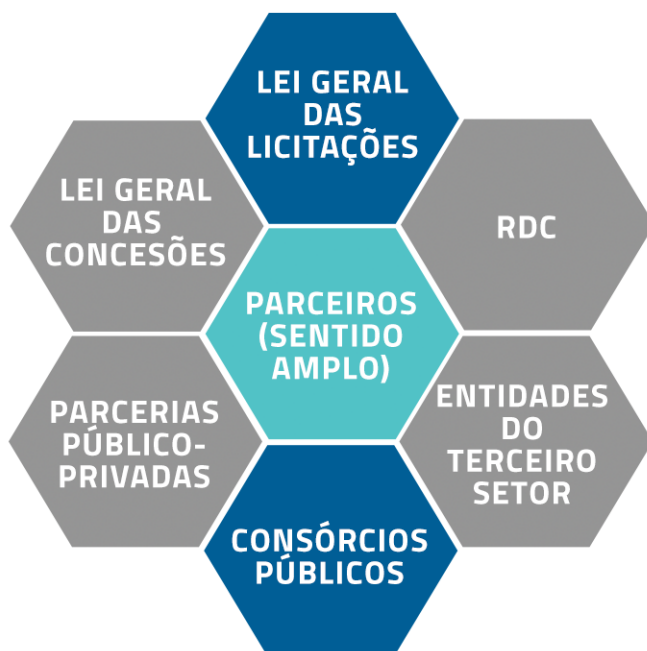 LEI GERAL
DAS
LICITAÇÕES
LEI GERAL
DAS
CONCESÕES
RDC
PARCEIROS
(SENTIDO
AMPLO)
PARCERIAS
PÚBLICO-
PRIVADAS
ENTIDADES
DO
TERCEIRO
SETOR
CONSÓRCIOS
PÚBLICOS